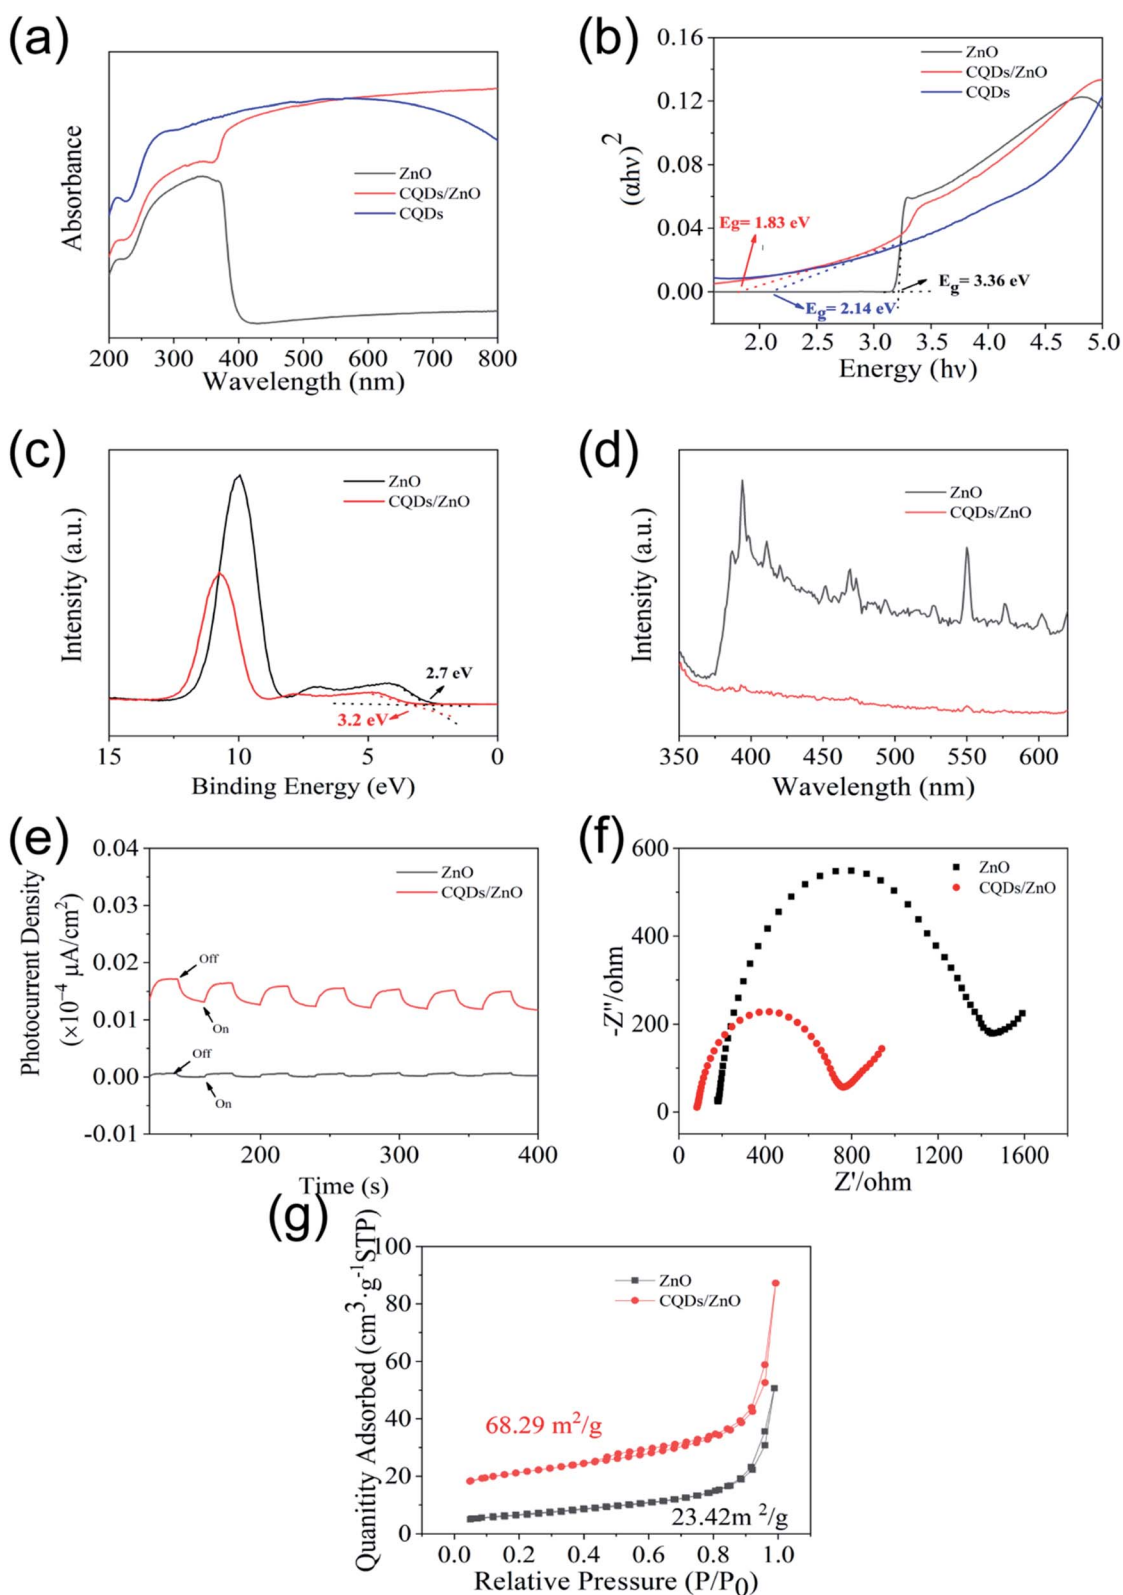 (a)
Absorbance
ZnO
CQDs/ZnO
CQDs
200 300 400 500 600 700 800
Wavelength (nm)
(b)
(αhν)²
0.16
0.12
0.08
0.04
0.00
ZnO
CQDs/ZnO
CQDs
Eg= 1.83 eV
Eg= 3.36 eV
Eg= 2.14 eV
2.0 2.5 3.0 3.5 4.0 4.5 5.0
Energy (hν)
(c)
Intensity (a.u.)
ZnO
CQDs/ZnO
2.7 eV
3.2 eV
15 10 5 0
Binding Energy (eV)
(d)
Intensity (a.u.)
ZnO
CQDs/ZnO
350 400 450 500 550 600
Wavelength (nm)
(e)
Photocurrent Density
(×10⁻⁴ μA/cm²)
0.04
0.03
0.02
0.01
0.00
-0.01
ZnO
CQDs/ZnO
Off
On
Off
On
200 250 300 350 400
Time (s)
(f)
-Z''/ohm
600
400
200
0
ZnO
CQDs/ZnO
0 400 800 1200 1600
Z'/ohm
(g)
Quanitity Adsorbed (cm³·g⁻¹STP)
100
80
60
40
20
0
ZnO
CQDs/ZnO
68.29 m²/g
23.42m ²/g
0.0 0.2 0.4 0.6 0.8 1.0
Relative Pressure (P/P₀)